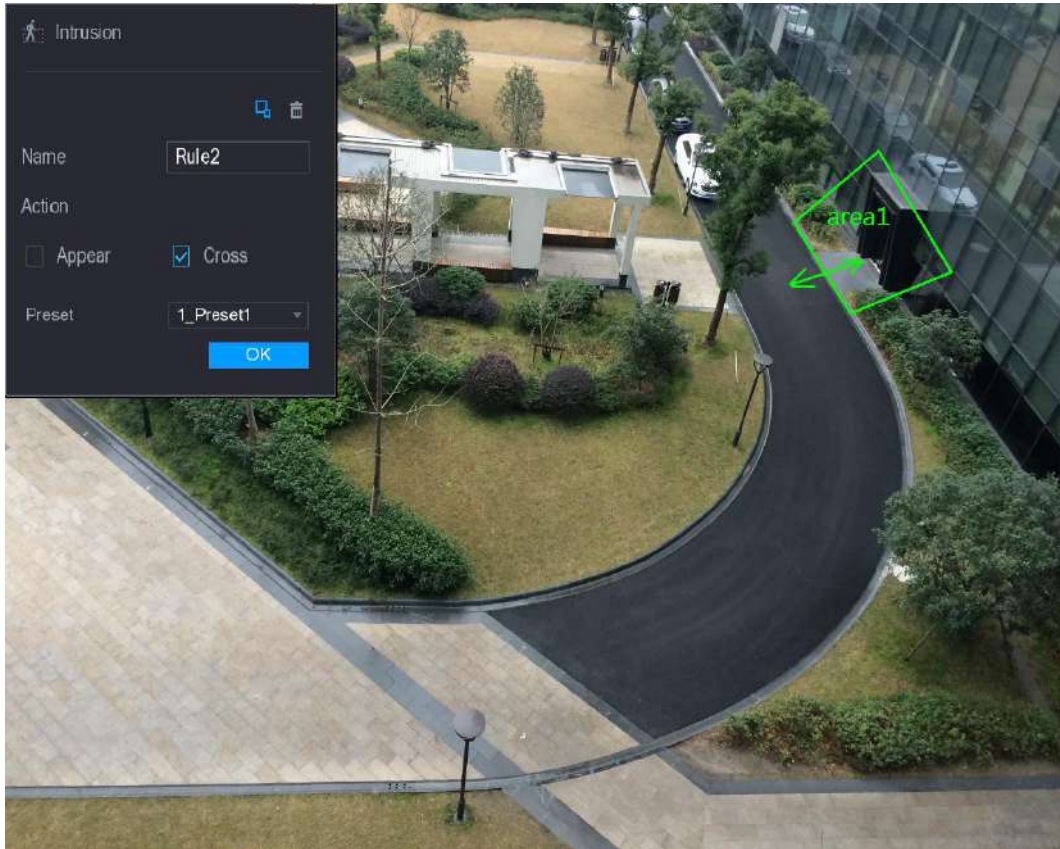 Intrusion
Name
Rule2
Action
Appear
Cross
Preset
1_Preset1
OK
area1